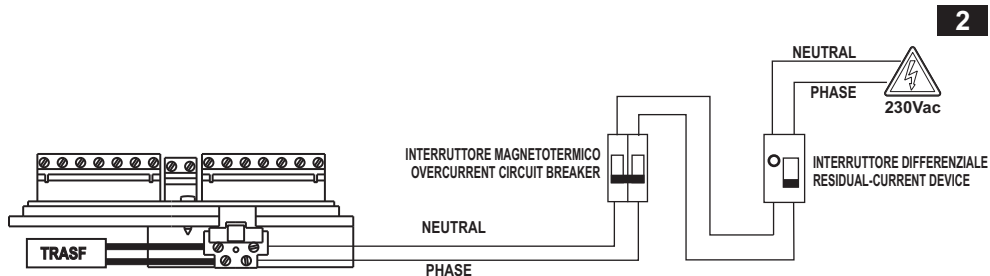 2
NEUTRAL
PHASE
230Vac
INTERRUTTORE MAGNETOTERMICO
OVERCURRENT CIRCUIT BREAKER
INTERRUTTORE DIFFERENZIALE
RESIDUAL-CURRENT DEVICE
NEUTRAL
TRASF
PHASE